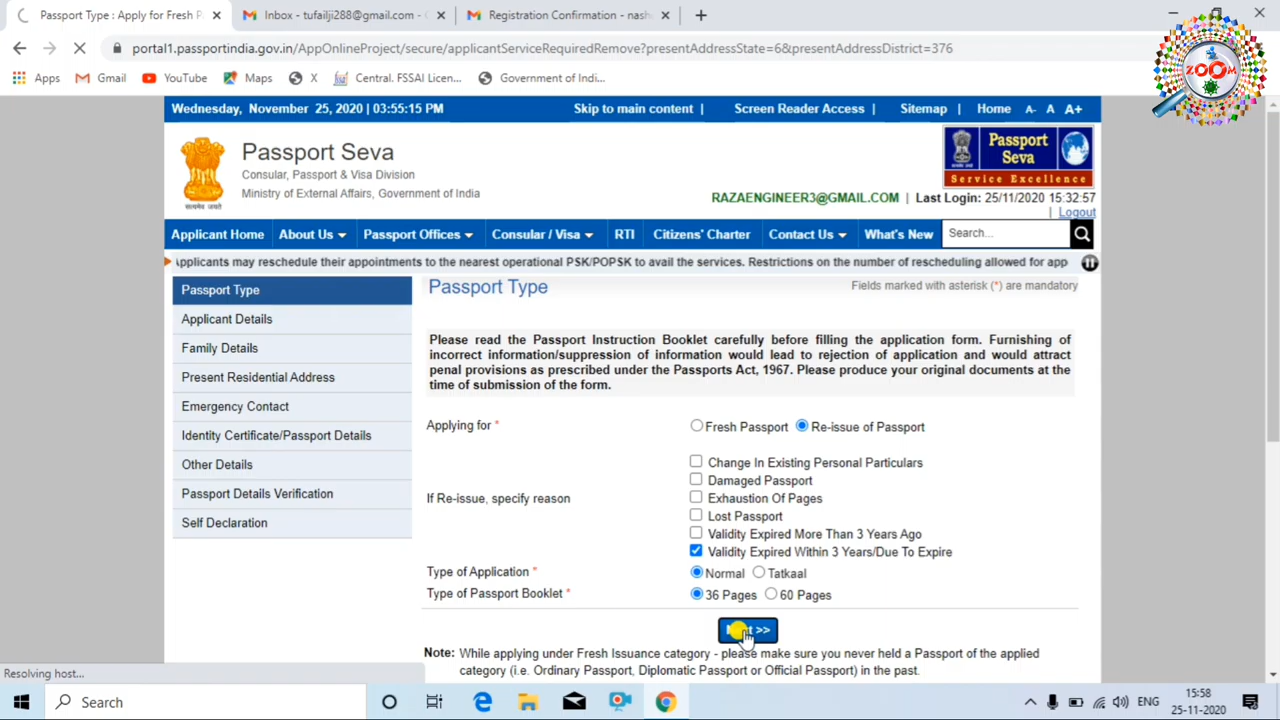 Passport Type : Apply for Fresh P
Inbox - tufailji288@gmail.com - G
Registration Confirmation - nash
portal1.passportindia.gov.in/AppOnlineProject/secure/applicantServiceRequiredRemove?presentAddressState=6&presentAddressDistrict=376
Apps Gmail YouTube Maps X Central. FSSAI Licen... Government of Indi...
ZOOM
Wednesday, November 25, 2020 | 03:55:15 PM Skip to main content | Screen Reader Access | Sitemap | Home A- A A+
Passport Seva
Consular, Passport & Visa Division
Ministry of External Affairs, Government of India
सत्यमेव जयते
Passport Seva
Service Excellence
RAZAENGINEER3@GMAIL.COM | Last Login: 25/11/2020 15:32:57
| Logout
Applicant Home About Us Passport Offices Consular / Visa RTI Citizens' Charter Contact Us What's New Search...
Applicants may reschedule their appointments to the nearest operational PSK/POPSK to avail the services. Restrictions on the number of rescheduling allowed for app
Passport Type
Applicant Details
Family Details
Present Residential Address
Emergency Contact
Identity Certificate/Passport Details
Other Details
Passport Details Verification
Self Declaration
Passport Type Fields marked with asterisk (*) are mandatory
Please read the Passport Instruction Booklet carefully before filling the application form. Furnishing of
incorrect information/suppression of information would lead to rejection of application and would attract
penal provisions as prescribed under the Passports Act, 1967. Please produce your original documents at the
time of submission of the form.
Applying for * Fresh Passport Re-issue of Passport
If Re-issue, specify reason
Change In Existing Personal Particulars
Damaged Passport
Exhaustion Of Pages
Lost Passport
Validity Expired More Than 3 Years Ago
Validity Expired Within 3 Years/Due To Expire
Type of Application * Normal Tatkaal
Type of Passport Booklet * 36 Pages 60 Pages
>>
Note: While applying under Fresh Issuance category - please make sure you never held a Passport of the applied
category (i.e. Ordinary Passport, Diplomatic Passport or Official Passport) in the past.
Resolving host...
Search
ENG
15:58
25-11-2020